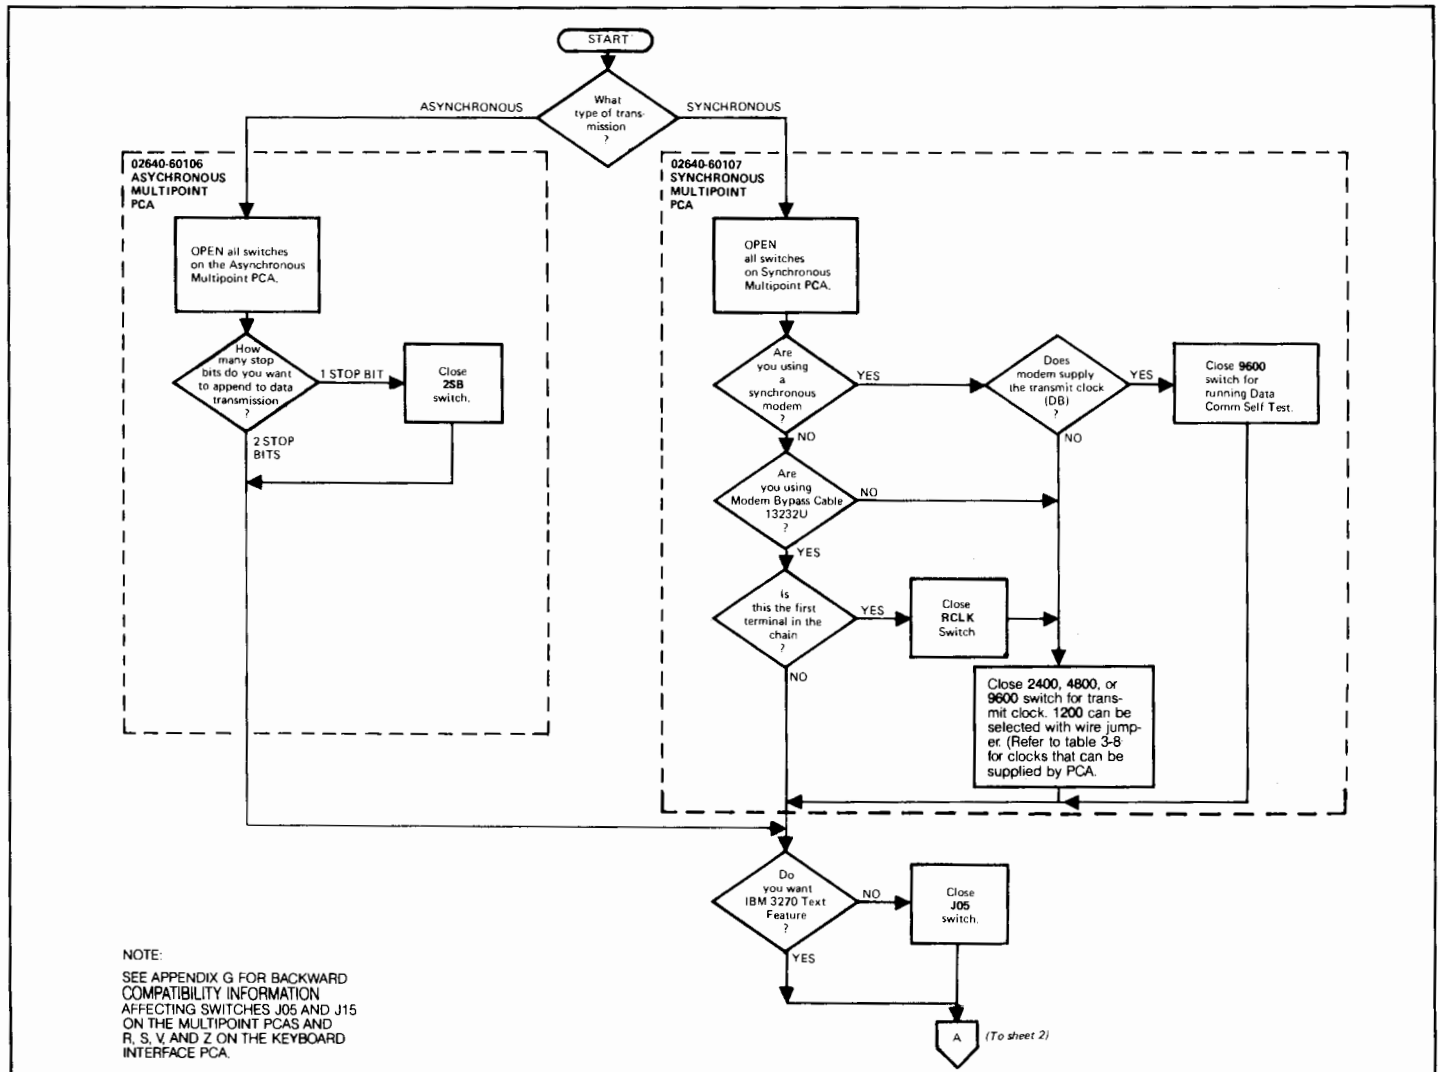 START
What
type of trans-
mission
?
ASYNCHRONOUS
SYNCHRONOUS
02640-60106
ASYCHRONOUS
MULTIPOINT
PCA
OPEN all switches
on the Asynchronous
Multipoint PCA.
How
many stop
bits do you want
to append to data
transmission
?
1 STOP BIT
Close
2SB
switch.
2 STOP
BITS
02640-60107
SYNCHRONOUS
MULTIPOINT
PCA
OPEN
all switches
on Synchronous
Multipoint PCA.
Are
you using
a
synchronous
modem
?
YES
Does
modem supply
the transmit clock
(DB)
?
YES
Close 9600
switch for
running Data
Comm Self Test.
NO
NO
Are
you using
Modem Bypass Cable
13232U
?
NO
YES
Is
this the first
terminal in the
chain
?
YES
Close
RCLK
Switch
NO
Close 2400, 4800, or
9600 switch for trans-
mit clock. 1200 can be
selected with wire jump-
er. (Refer to table 3-8
for clocks that can be
supplied by PCA.
Do
you want
IBM 3270 Text
Feature
?
NO
Close
J05
switch.
YES
A
(To sheet 2)
NOTE:
SEE APPENDIX G FOR BACKWARD
COMPATIBILITY INFORMATION
AFFECTING SWITCHES J05 AND J15
ON THE MULTIPOINT PCAS AND
R, S, V, AND Z ON THE KEYBOARD
INTERFACE PCA.